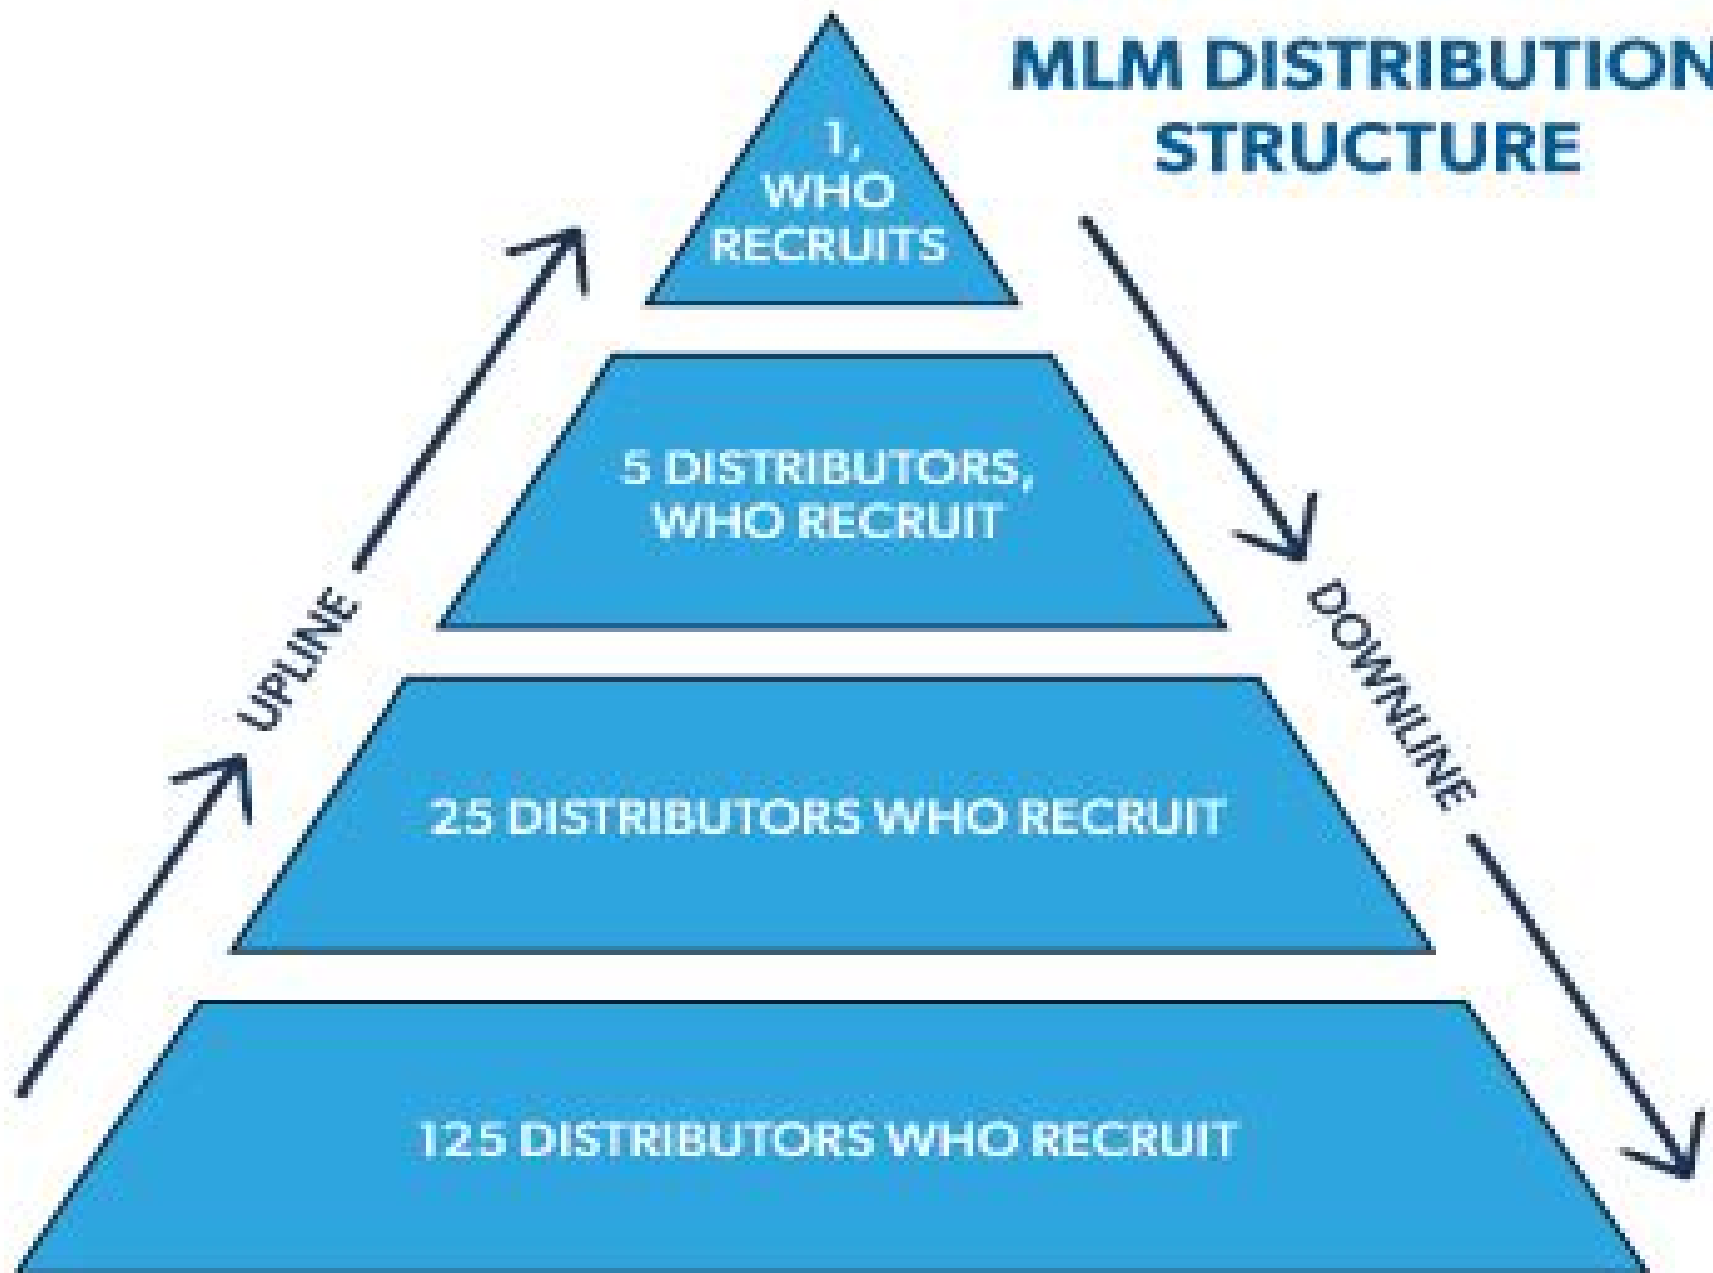 MLM DISTRIBUTION
STRUCTURE
1,
WHO
RECRUITS
5 DISTRIBUTORS,
WHO RECRUIT
UPLINE
DOWNLINE
25 DISTRIBUTORS WHO RECRUIT
125 DISTRIBUTORS WHO RECRUIT